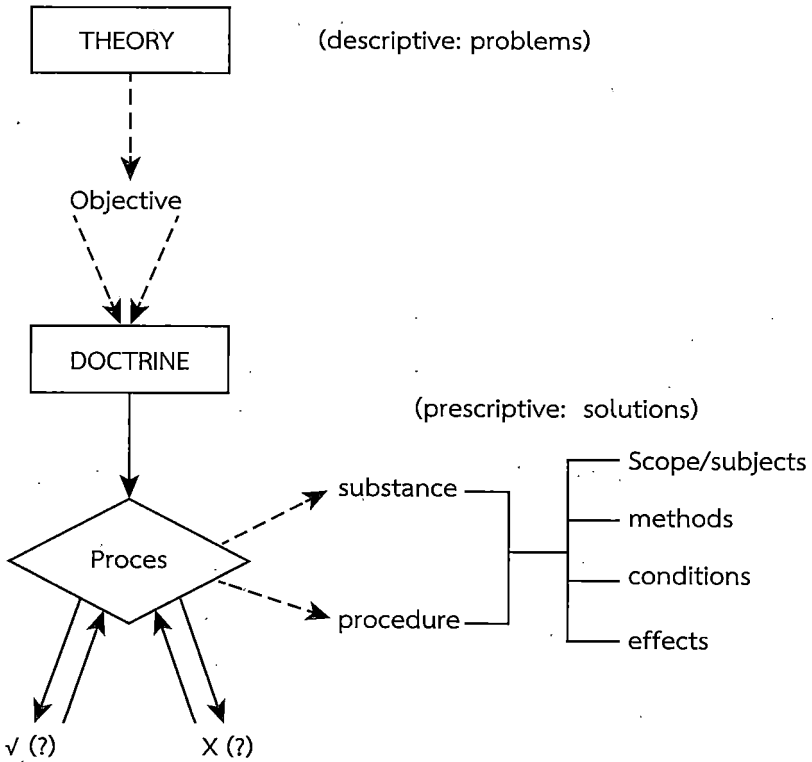 THEORY
(descriptive: problems)
Objective
DOCTRINE
(prescriptive: solutions)
Scope/subjects
substance
methods
Proces
conditions
procedure
effects
√ (?)
X (?)